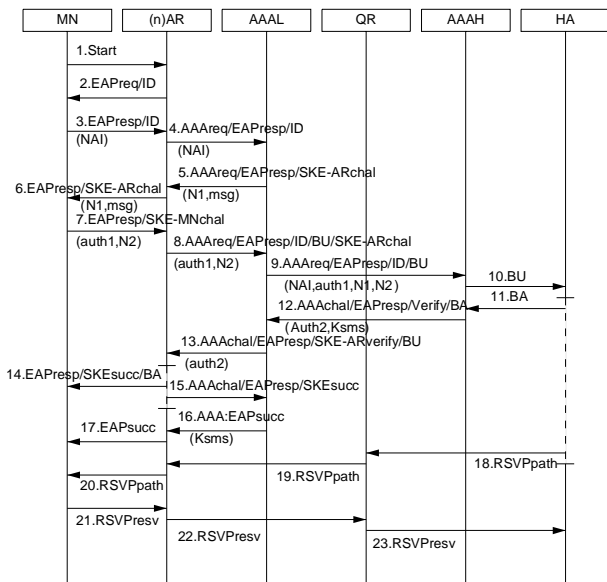 MN (n)AR AAAL QR AAAH HA
1.Start
2.EAPreq/ID
3.EAPresp/ID
(NAI)
4.AAAreq/EAPresp/ID
(NAI)
5.AAAreq/EAPresp/SKE-ARchal
(N1,msg)
6.EAPresp/SKE-ARchal
(N1,msg)
7.EAPresp/SKE-MNchal
(auth1,N2)
8.AAAreq/EAPresp/ID/BU/SKE-ARchal
(auth1,N2)
9.AAAreq/EAPresp/ID/BU
(NAI,auth1,N1,N2)
10.BU
11.BA
12.AAAchal/EAPresp/Verify/BA
(Auth2,Ksms)
13.AAAchal/EAPresp/SKE-ARverify/BU
(auth2)
14.EAPresp/SKEsucc/BA
15.AAAchal/EAPresp/SKEsucc
16.AAA:EAPsucc
(Ksms)
17.EAPsucc
18.RSVPpath
19.RSVPpath
20.RSVPpath
21.RSVPresv
22.RSVPresv
23.RSVPresv